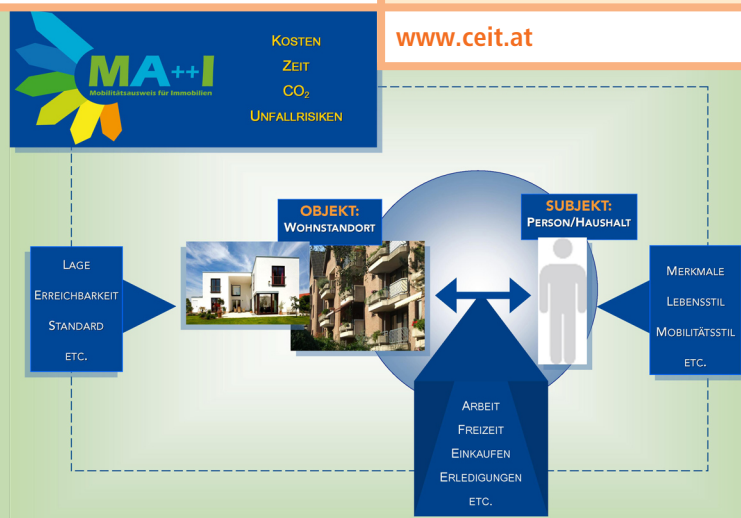 MA++I
Mobilitätsausweis für Immobilien
KOSTEN
ZEIT
CO₂
UNFALLRISIKEN
www.ceit.at
OBJEKT:
WOHNSTANDORT
SUBJEKT:
PERSON/HAUSHALT
LAGE
ERREICHBARKEIT
STANDARD
ETC.
MERKMALE
LEBENSSTIL
MOBILITÄTSSTIL
ETC.
ARBEIT
FREIZEIT
EINKAUFEN
ERLEDIGUNGEN
ETC.